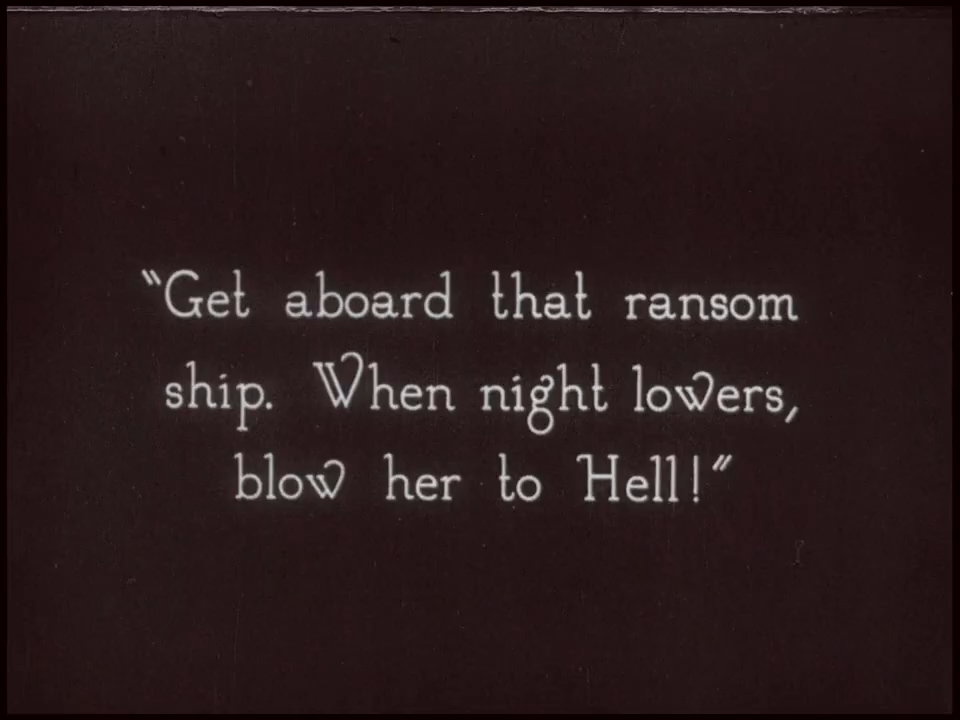 "Get aboard that ransom
ship. When night lowers,
blow her to Hell!"